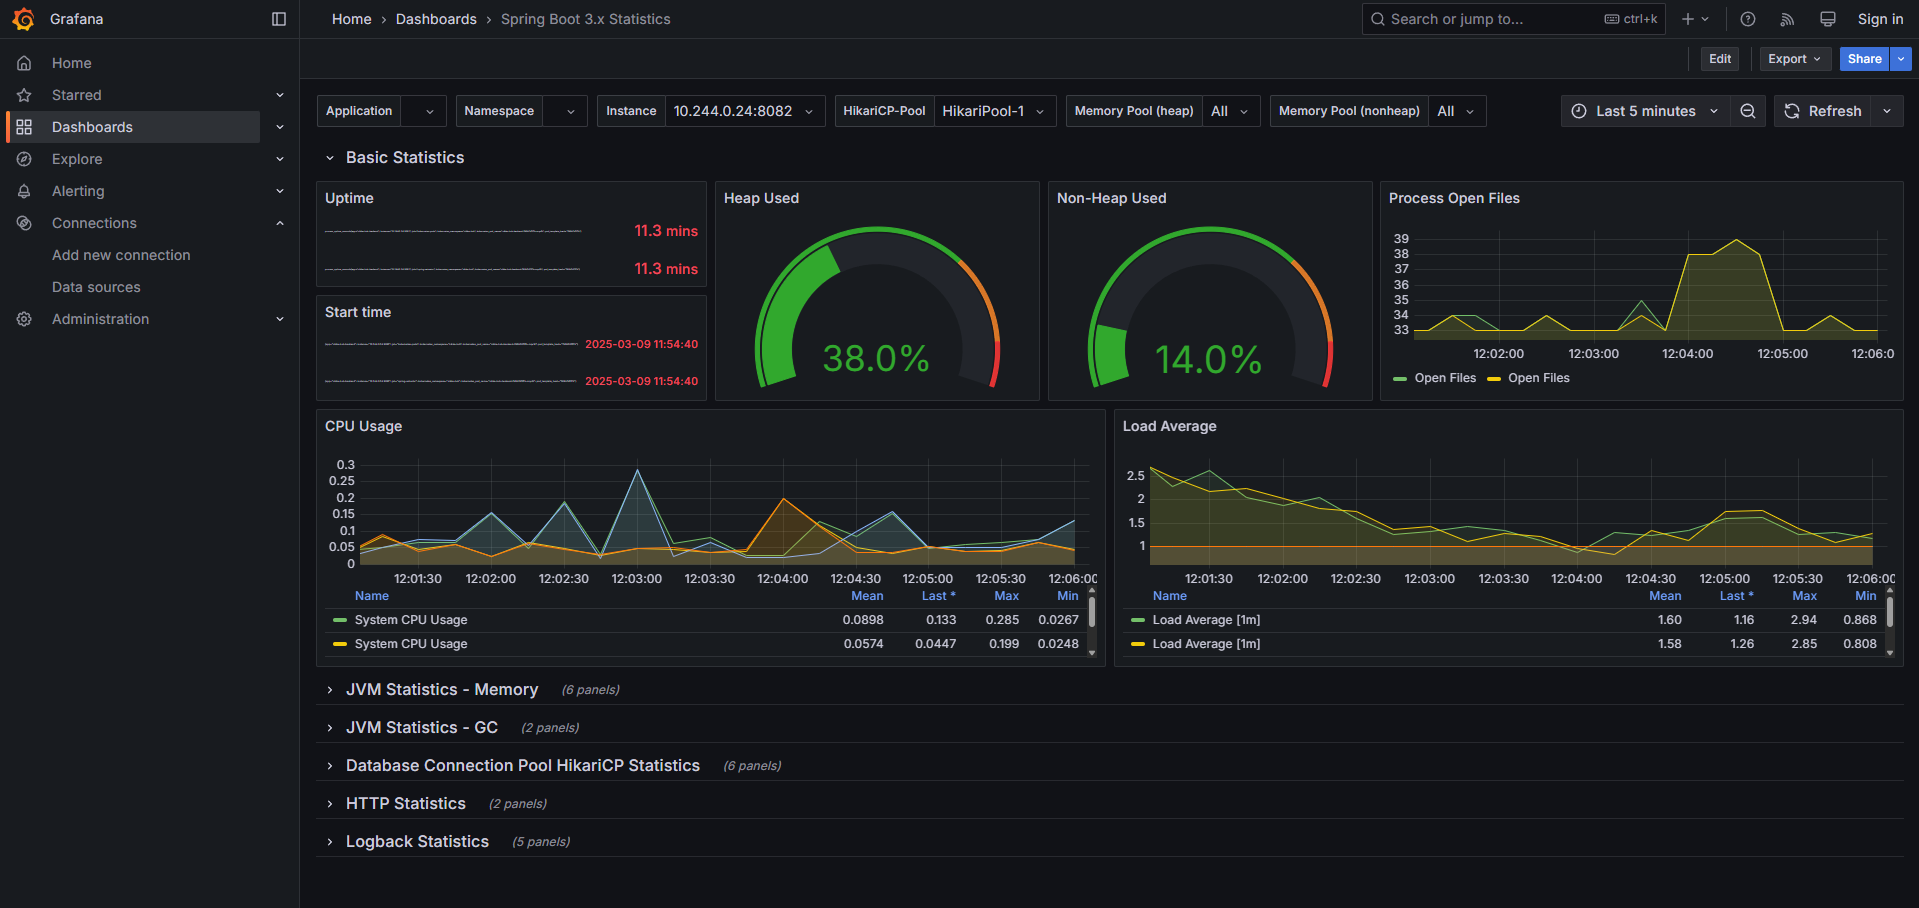 Grafana
Home › Dashboards › Spring Boot 3.x Statistics
Search or jump to... ctrl+k
Sign in
Home
Starred
Dashboards
Explore
Alerting
Connections
Add new connection
Data sources
Administration
Edit Export Share
Application Namespace Instance 10.244.0.24:8082 HikariCP-Pool HikariPool-1 Memory Pool (heap) All Memory Pool (nonheap) All Last 5 minutes Refresh
Basic Statistics
Uptime
11.3 mins
11.3 mins
Start time
2025-03-09 11:54:40
2025-03-09 11:54:40
Heap Used
38.0%
Non-Heap Used
14.0%
Process Open Files
39
38
37
36
35
34
33
12:02:00 12:03:00 12:04:00 12:05:00 12:06:0
Open Files Open Files
CPU Usage
0.3
0.25
0.2
0.15
0.1
0.05
0
12:01:30 12:02:00 12:02:30 12:03:00 12:03:30 12:04:00 12:04:30 12:05:00 12:05:30 12:06:00
Name Mean Last * Max Min
System CPU Usage 0.0898 0.133 0.285 0.0267
System CPU Usage 0.0574 0.0447 0.199 0.0248
Load Average
2.5
2
1.5
1
12:01:30 12:02:00 12:02:30 12:03:00 12:03:30 12:04:00 12:04:30 12:05:00 12:05:30 12:06:00
Name Mean Last * Max Min
Load Average [1m] 1.60 1.16 2.94 0.868
Load Average [1m] 1.58 1.26 2.85 0.808
JVM Statistics - Memory (6 panels)
JVM Statistics - GC (2 panels)
Database Connection Pool HikariCP Statistics (6 panels)
HTTP Statistics (2 panels)
Logback Statistics (5 panels)